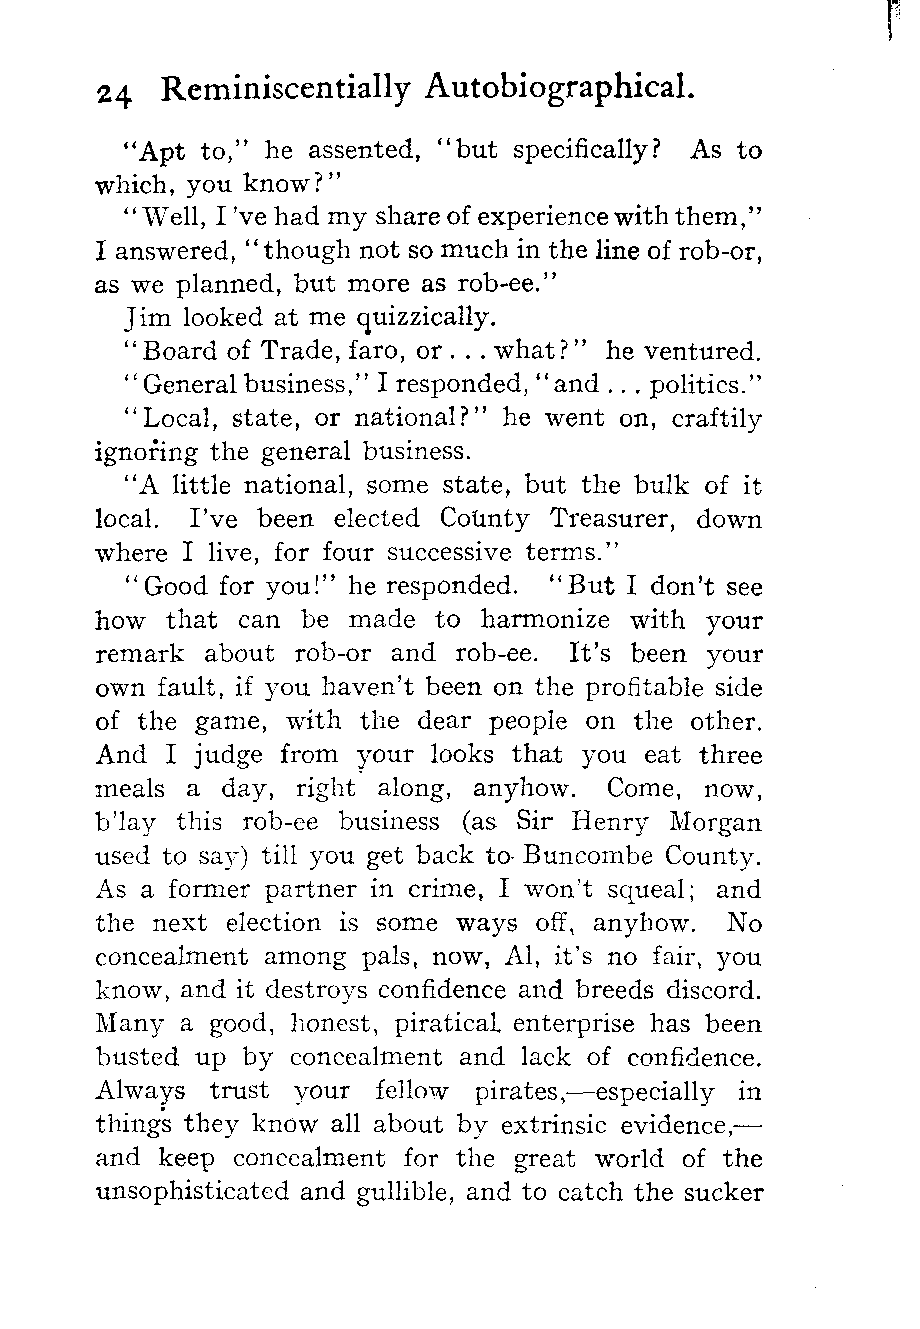 24 Reminiscentially Autobiographical.
"Apt to," he assented, "but specifically? As to
which, you know?"
"Well, I've had my share of experience with them,"
I answered, "though not so much in the line of rob-or,
as we planned, but more as rob-ee."
Jim looked at me quizzically.
"Board of Trade, faro, or . . . what?" he ventured.
"General business," I responded, "and . . . politics."
"Local, state, or national?" he went on, craftily
ignoring the general business.
"A little national, some state, but the bulk of it
local. I've been elected County Treasurer, down
where I live, for four successive terms."
"Good for you!" he responded. "But I don't see
how that can be made to harmonize with your
remark about rob-or and rob-ee. It's been your
own fault, if you haven't been on the profitable side
of the game, with the dear people on the other.
And I judge from your looks that you eat three
meals a day, right along, anyhow. Come, now,
b'lay this rob-ee business (as Sir Henry Morgan
used to say) till you get back to Buncombe County.
As a former partner in crime, I won't squeal; and
the next election is some ways off, anyhow. No
concealment among pals, now, Al, it's no fair, you
know, and it destroys confidence and breeds discord.
Many a good, honest, piratical enterprise has been
busted up by concealment and lack of confidence.
Always trust your fellow pirates,—especially in
things they know all about by extrinsic evidence,—
and keep concealment for the great world of the
unsophisticated and gullible, and to catch the sucker